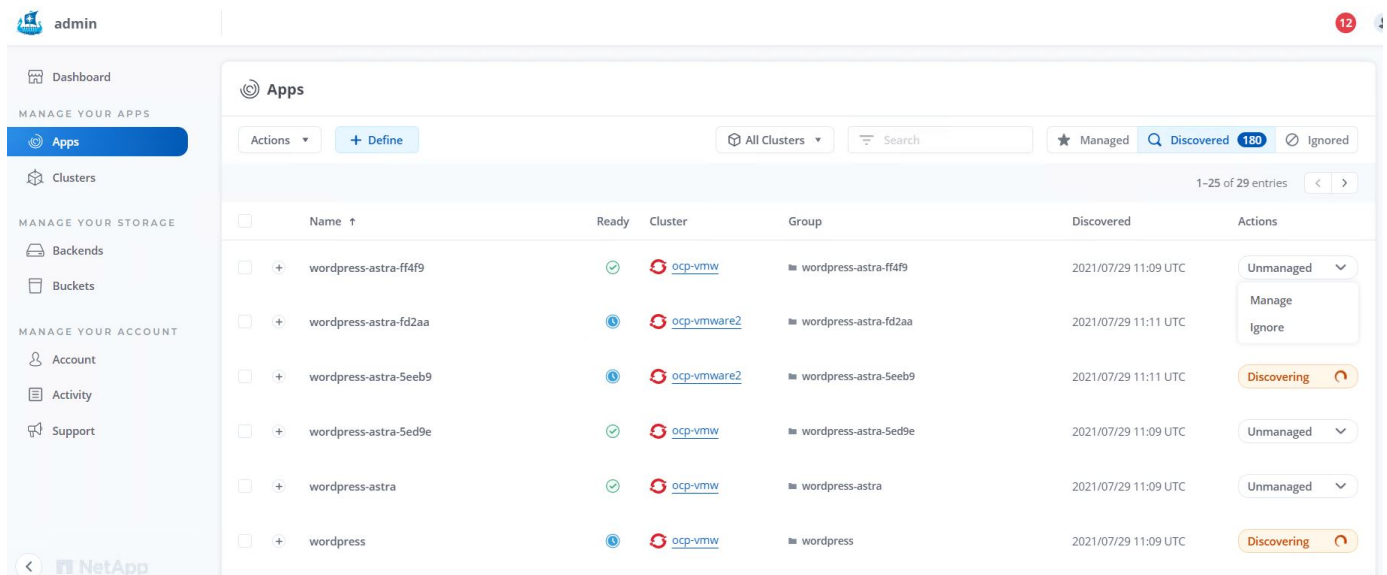 admin
12
Dashboard
MANAGE YOUR APPS
Apps
Clusters
MANAGE YOUR STORAGE
Backends
Buckets
MANAGE YOUR ACCOUNT
Account
Activity
Support
NetApp
Apps
Actions + Define All Clusters Search Managed Discovered 180 Ignored
1–25 of 29 entries < >
Name ↑ Ready Cluster Group Discovered Actions
+ wordpress-astra-ff4f9 ocp-vmw wordpress-astra-ff4f9 2021/07/29 11:09 UTC Unmanaged
Manage
Ignore
+ wordpress-astra-fd2aa ocp-vmware2 wordpress-astra-fd2aa 2021/07/29 11:11 UTC
+ wordpress-astra-5eeb9 ocp-vmware2 wordpress-astra-5eeb9 2021/07/29 11:11 UTC Discovering
+ wordpress-astra-5ed9e ocp-vmw wordpress-astra-5ed9e 2021/07/29 11:09 UTC Unmanaged
+ wordpress-astra ocp-vmw wordpress-astra 2021/07/29 11:09 UTC Unmanaged
+ wordpress ocp-vmw wordpress 2021/07/29 11:09 UTC Discovering